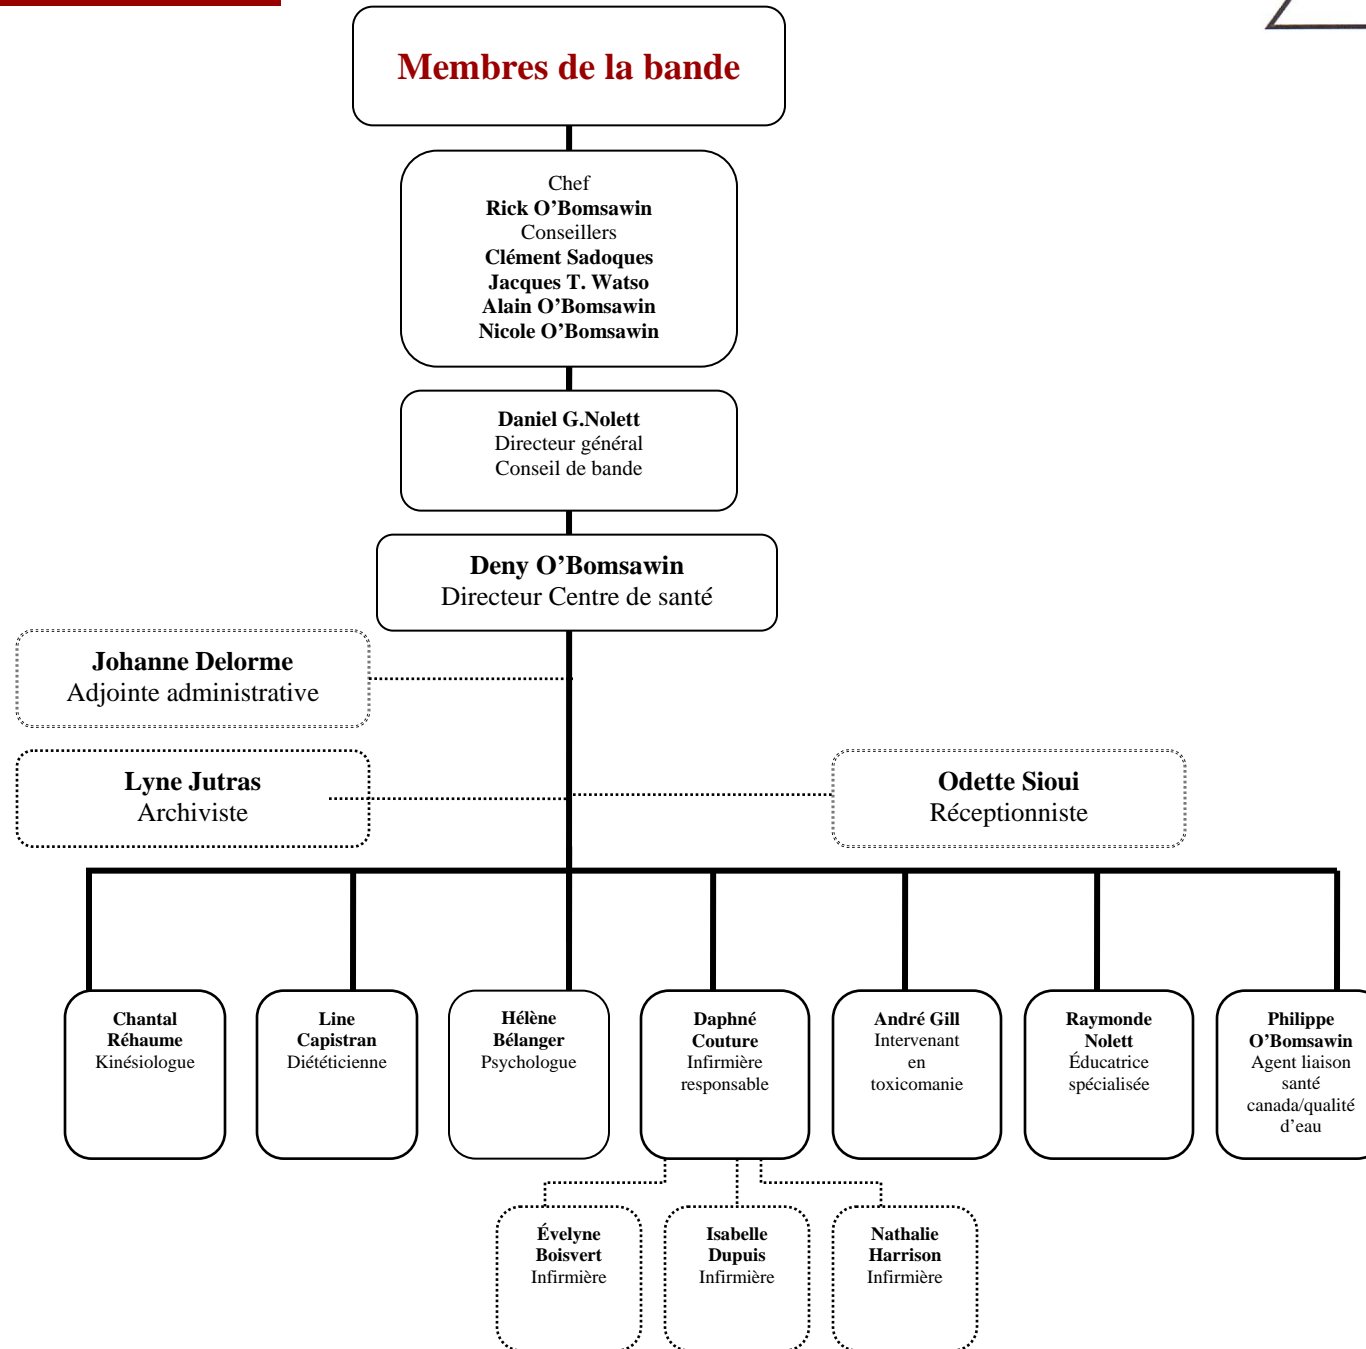 Membres de la bande
Chef
Rick O’Bomsawin
Conseillers
Clément Sadoques
Jacques T. Watso
Alain O’Bomsawin
Nicole O’Bomsawin
Daniel G.Nolett
Directeur général
Conseil de bande
Deny O’Bomsawin
Directeur Centre de santé
Johanne Delorme
Adjointe administrative
Lyne Jutras
Archiviste
Odette Sioui
Réceptionniste
Chantal
Réhaume
Kinésiologue
Line
Capistran
Diététicienne
Hélène
Bélanger
Psychologue
Daphné
Couture
Infirmière
responsable
André Gill
Intervenant
en
toxicomanie
Raymonde
Nolett
Éducatrice
spécialisée
Philippe
O’Bomsawin
Agent liaison
santé
canada/qualité
d’eau
Évelyne
Boisvert
Infirmière
Isabelle
Dupuis
Infirmière
Nathalie
Harrison
Infirmière